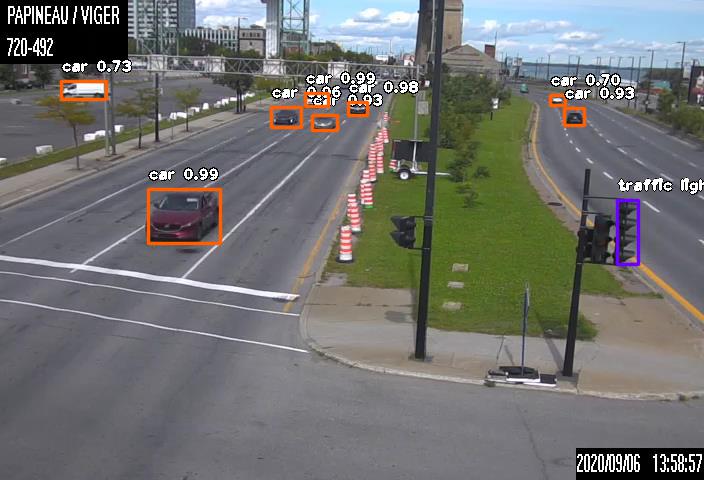 PAPINEAU / VIGER
720-492
car 0.73
car 0.99
car 0.96
car 0.98
car 0.93
car 0.70
car 0.93
car 0.99
traffic ligh
2020/09/06 13:58:57